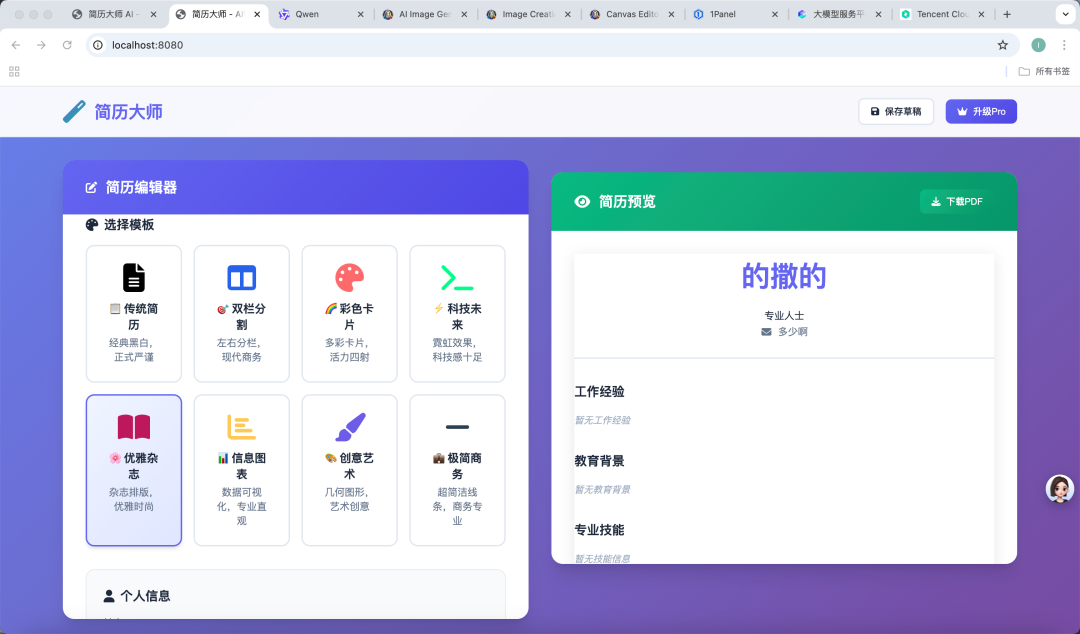 简历大师 AI -
简历大师 - AI
Qwen
AI Image Gen
Image Creati
Canvas Edito
1Panel
大模型服务平
Tencent Clou
localhost:8080
所有书签
简历大师
保存草稿
升级Pro
简历编辑器
选择模板
传统简
历
经典黑白，
正式严谨
双栏分
割
左右分栏，
现代商务
彩色卡
片
多彩卡片，
活力四射
科技未
来
霓虹效果，
科技感十足
优雅杂
志
杂志排版，
优雅时尚
信息图
表
数据可视
化，专业直
观
创意艺
术
几何图形，
艺术创意
极简商
务
超简洁线
条，商务专
业
个人信息
简历预览
下载PDF
的撒的
专业人士
多少啊
工作经验
暂无工作经验
教育背景
暂无教育背景
专业技能
暂无技能信息